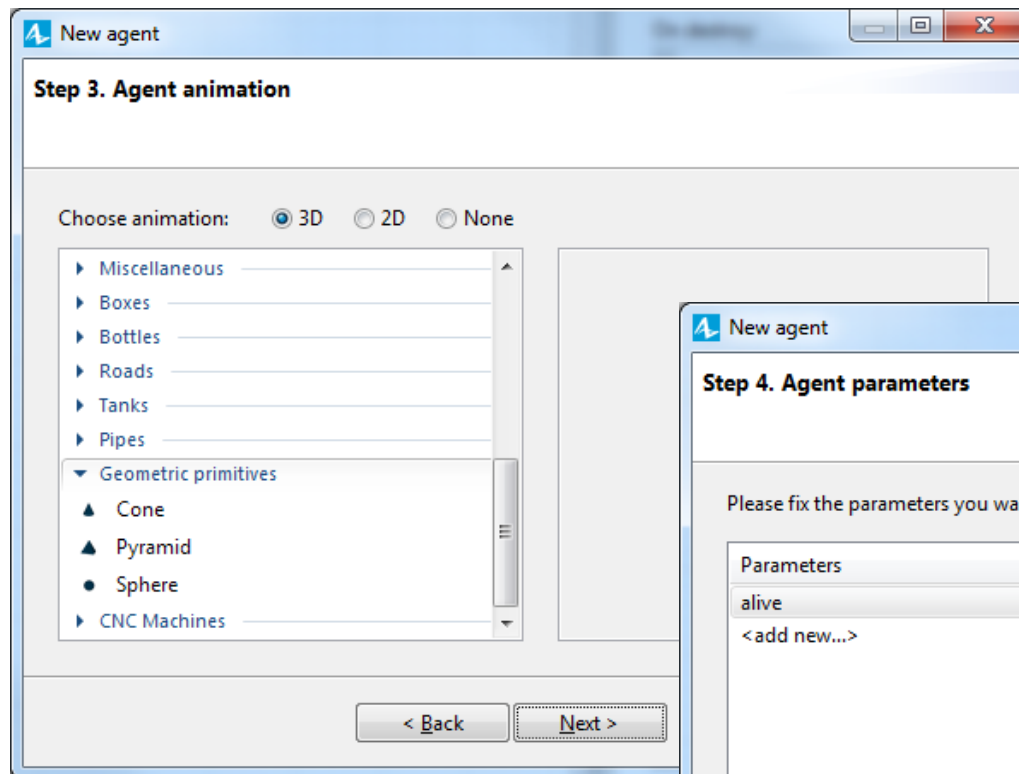 New agent
Step 3. Agent animation
Choose animation: 3D 2D None
Miscellaneous
Boxes
Bottles
Roads
Tanks
Pipes
Geometric primitives
Cone
Pyramid
Sphere
CNC Machines
< Back Next >
New agent
Step 4. Agent parameters
Please fix the parameters you
Parameters
alive
<add new...>